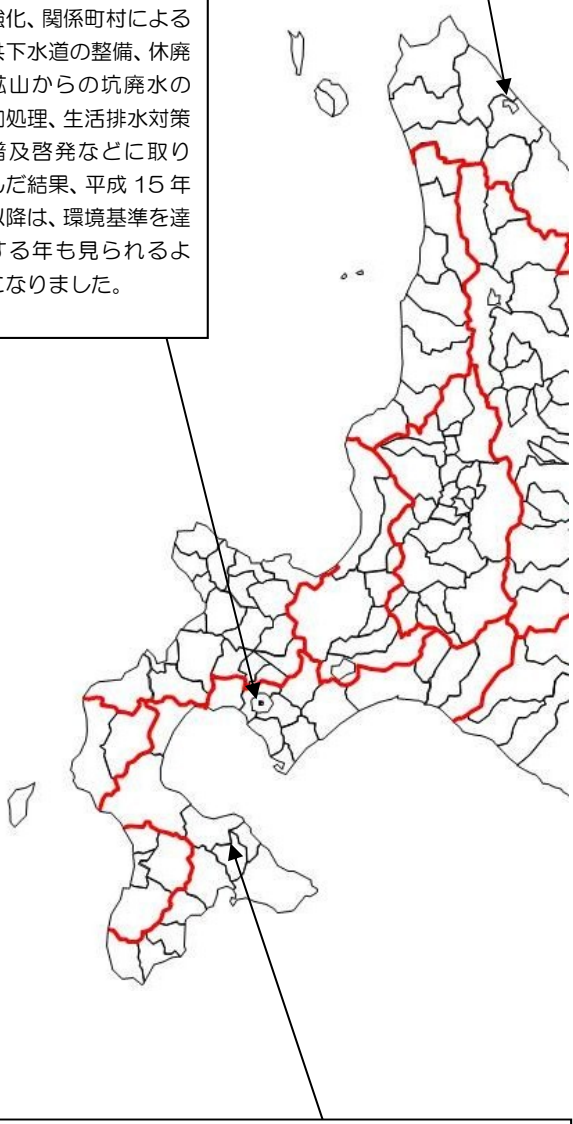 強化、関係町村による
共下水道の整備、休廃
鉱山からの坑廃水の
的処理、生活排水対策
普及啓発などに取り
んだ結果、平成 15 年
以降は、環境基準を達
する年も見られるよ
になりました。